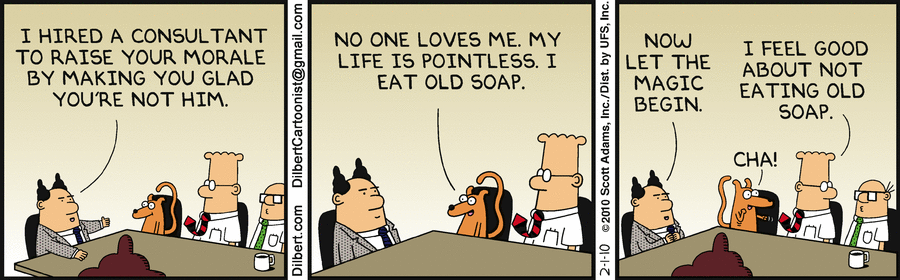 I HIRED A CONSULTANT
TO RAISE YOUR MORALE
BY MAKING YOU GLAD
YOU'RE NOT HIM.
Dilbert.com DilbertCartoonist@gmail.com
NO ONE LOVES ME. MY
LIFE IS POINTLESS. I
EAT OLD SOAP.
2-1-10 © 2010 Scott Adams, Inc./Dist. by UFS, Inc.
NOW
LET THE
MAGIC
BEGIN.
CHA!
I FEEL GOOD
ABOUT NOT
EATING OLD
SOAP.